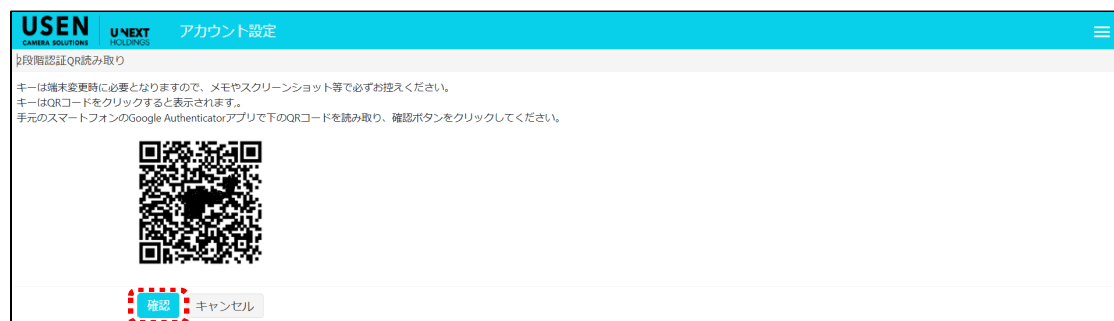 USEN
CAMERA SOLUTIONS
U-NEXT
HOLDINGS
アカウント設定
2段階認証QR読み取り
キーは端末変更時に必要となりますので、メモやスクリーンショット等で必ずお控えください。
キーはQRコードをクリックすると表示されます。。
手元のスマートフォンのGoogle Authenticatorアプリで下のQRコードを読み取り、確認ボタンをクリックしてください。
確認
キャンセル